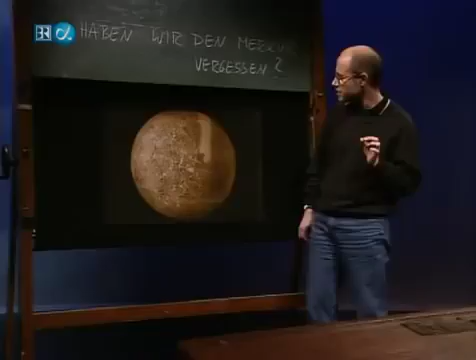 BR α
HABEN WIR DEN MERKUR
VERGESSEN?